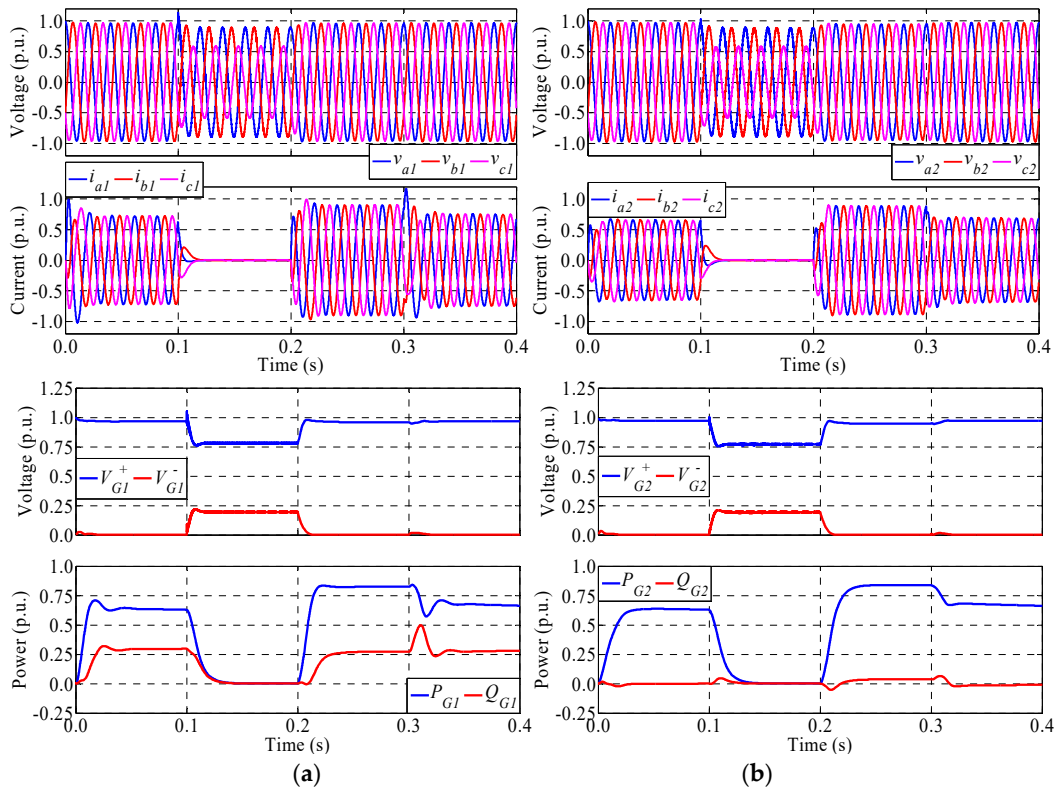 Voltage (p.u.)
1.0
0.5
0.0
-0.5
-1.0
v_a1 v_b1 v_c1
i_a1 i_b1 i_c1
Current (p.u.)
1.0
0.5
0.0
-0.5
-1.0
0.0 0.1 0.2 0.3 0.4
Time (s)
Voltage (p.u.)
1.25
1.0
0.75
0.5
0.25
0.0
V_G1^+ V_G1^-
Power (p.u.)
1.0
0.75
0.5
0.25
0.0
-0.25
P_G1 Q_G1
0.0 0.1 0.2 0.3 0.4
Time (s)
(a)
Voltage (p.u.)
1.0
0.5
0.0
-0.5
-1.0
v_a2 v_b2 v_c2
i_a2 i_b2 i_c2
Current (p.u.)
1.0
0.5
0.0
-0.5
-1.0
0.0 0.1 0.2 0.3 0.4
Time (s)
Voltage (p.u.)
1.25
1.0
0.75
0.5
0.25
0.0
V_G2^+ V_G2^-
Power (p.u.)
1.0
0.75
0.5
0.25
0.0
-0.25
P_G2 Q_G2
0.0 0.1 0.2 0.3 0.4
Time (s)
(b)